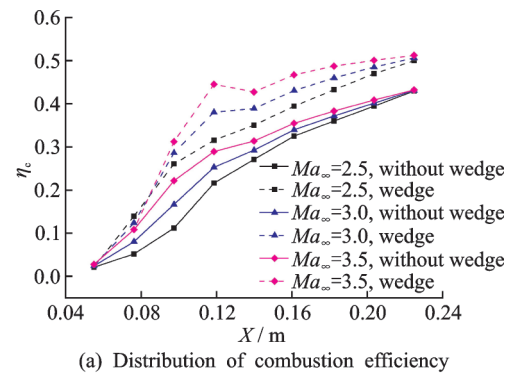 0.6
0.5
0.4
0.3
0.2
0.1
0.0
η_c
Ma∞=2.5, without wedge
Ma∞=2.5, wedge
Ma∞=3.0, without wedge
Ma∞=3.0, wedge
Ma∞=3.5, without wedge
Ma∞=3.5, wedge
0.04 0.08 0.12 0.16 0.20 0.24
X / m
(a) Distribution of combustion efficiency